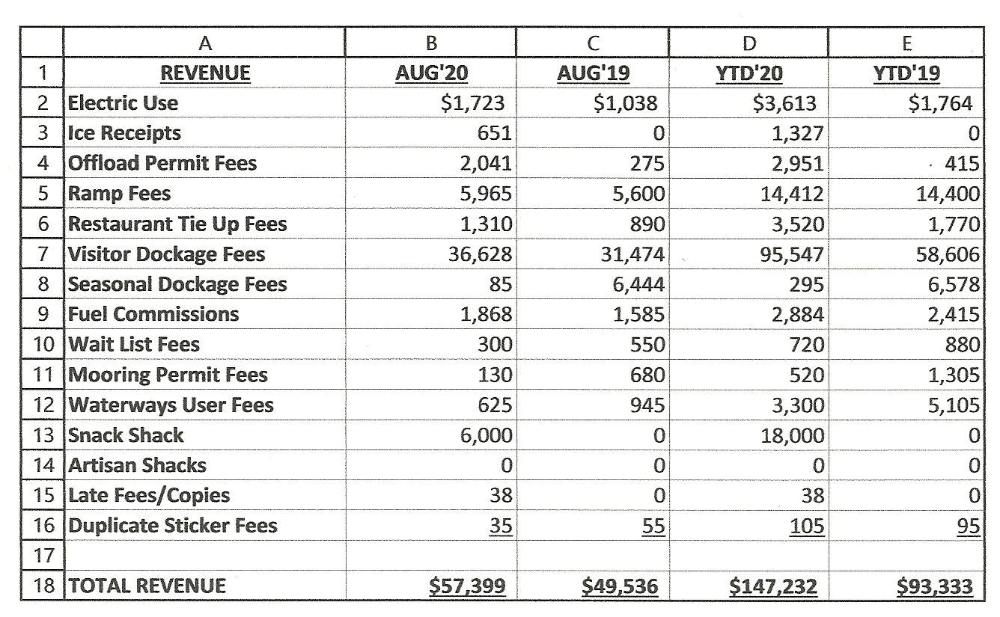 A B C D E
1 REVENUE AUG'20 AUG'19 YTD'20 YTD'19
2 Electric Use $1,723 $1,038 $3,613 $1,764
3 Ice Receipts 651 0 1,327 0
4 Offload Permit Fees 2,041 275 2,951 415
5 Ramp Fees 5,965 5,600 14,412 14,400
6 Restaurant Tie Up Fees 1,310 890 3,520 1,770
7 Visitor Dockage Fees 36,628 31,474 95,547 58,606
8 Seasonal Dockage Fees 85 6,444 295 6,578
9 Fuel Commissions 1,868 1,585 2,884 2,415
10 Wait List Fees 300 550 720 880
11 Mooring Permit Fees 130 680 520 1,305
12 Waterways User Fees 625 945 3,300 5,105
13 Snack Shack 6,000 0 18,000 0
14 Artisan Shacks 0 0 0 0
15 Late Fees/Copies 38 0 38 0
16 Duplicate Sticker Fees 35 55 105 95
17
18 TOTAL REVENUE $57,399 $49,536 $147,232 $93,333